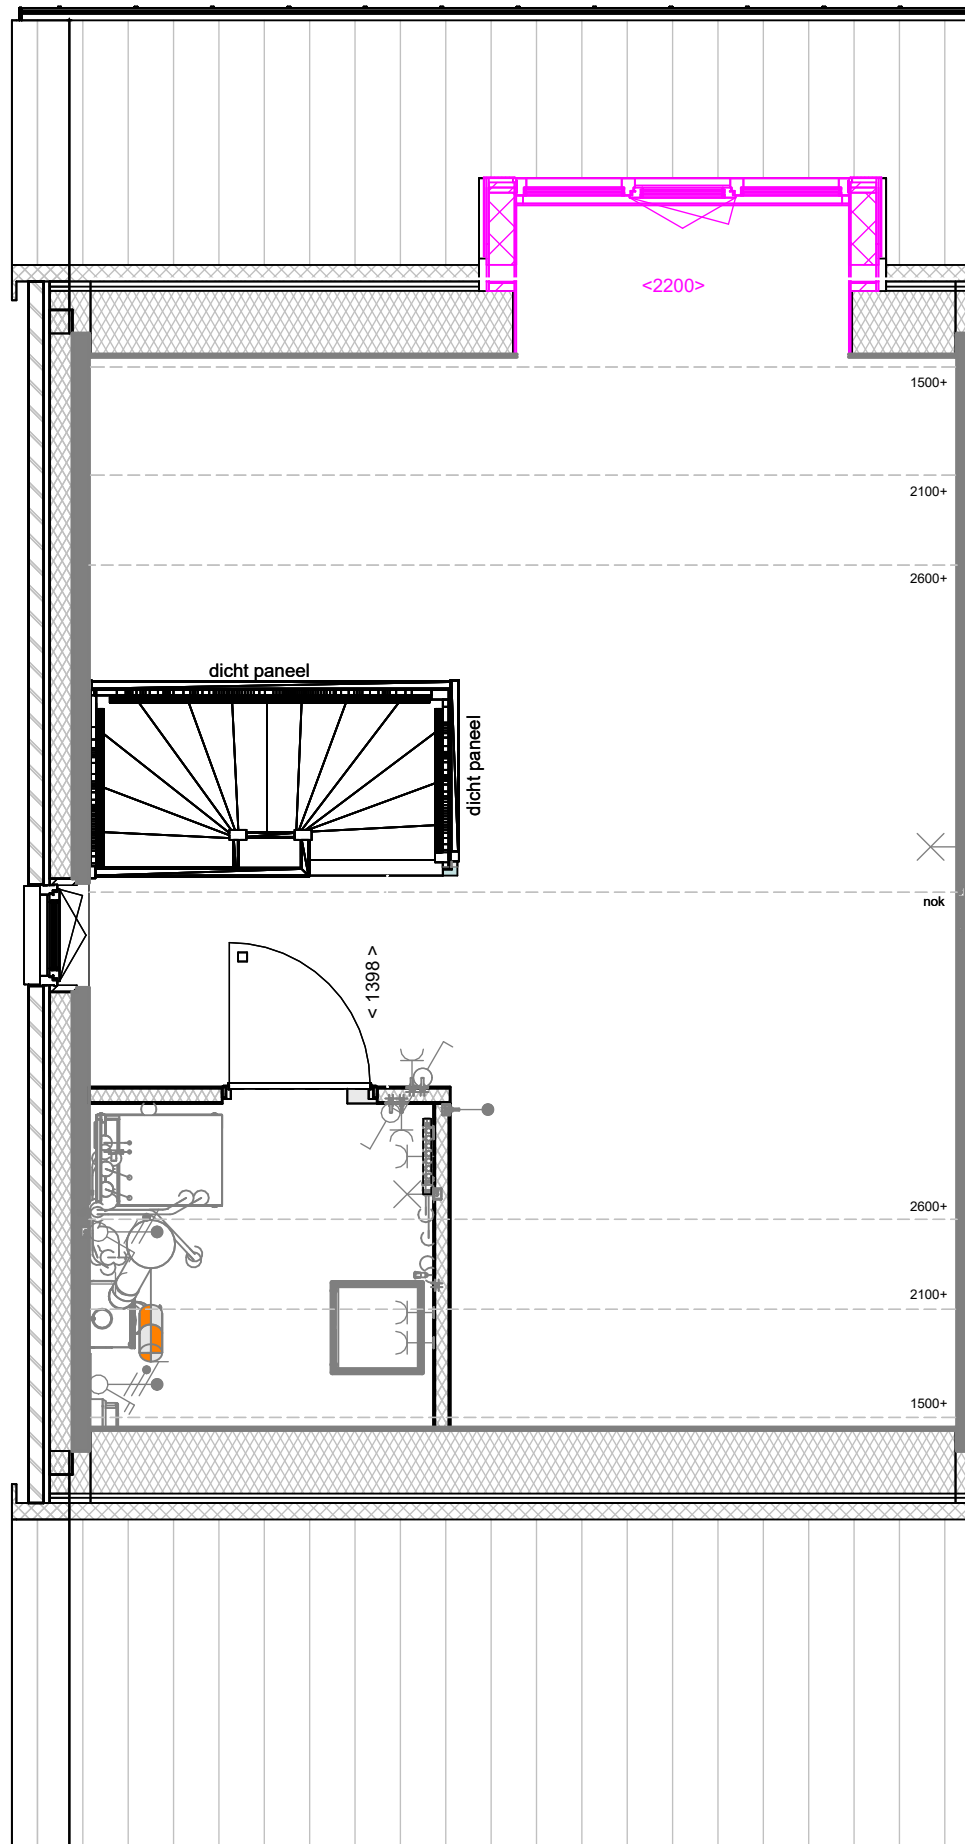 <2200>
1500+
2100+
2600+
dicht paneel
dicht paneel
nok
< 1398 >
2600+
2100+
1500+